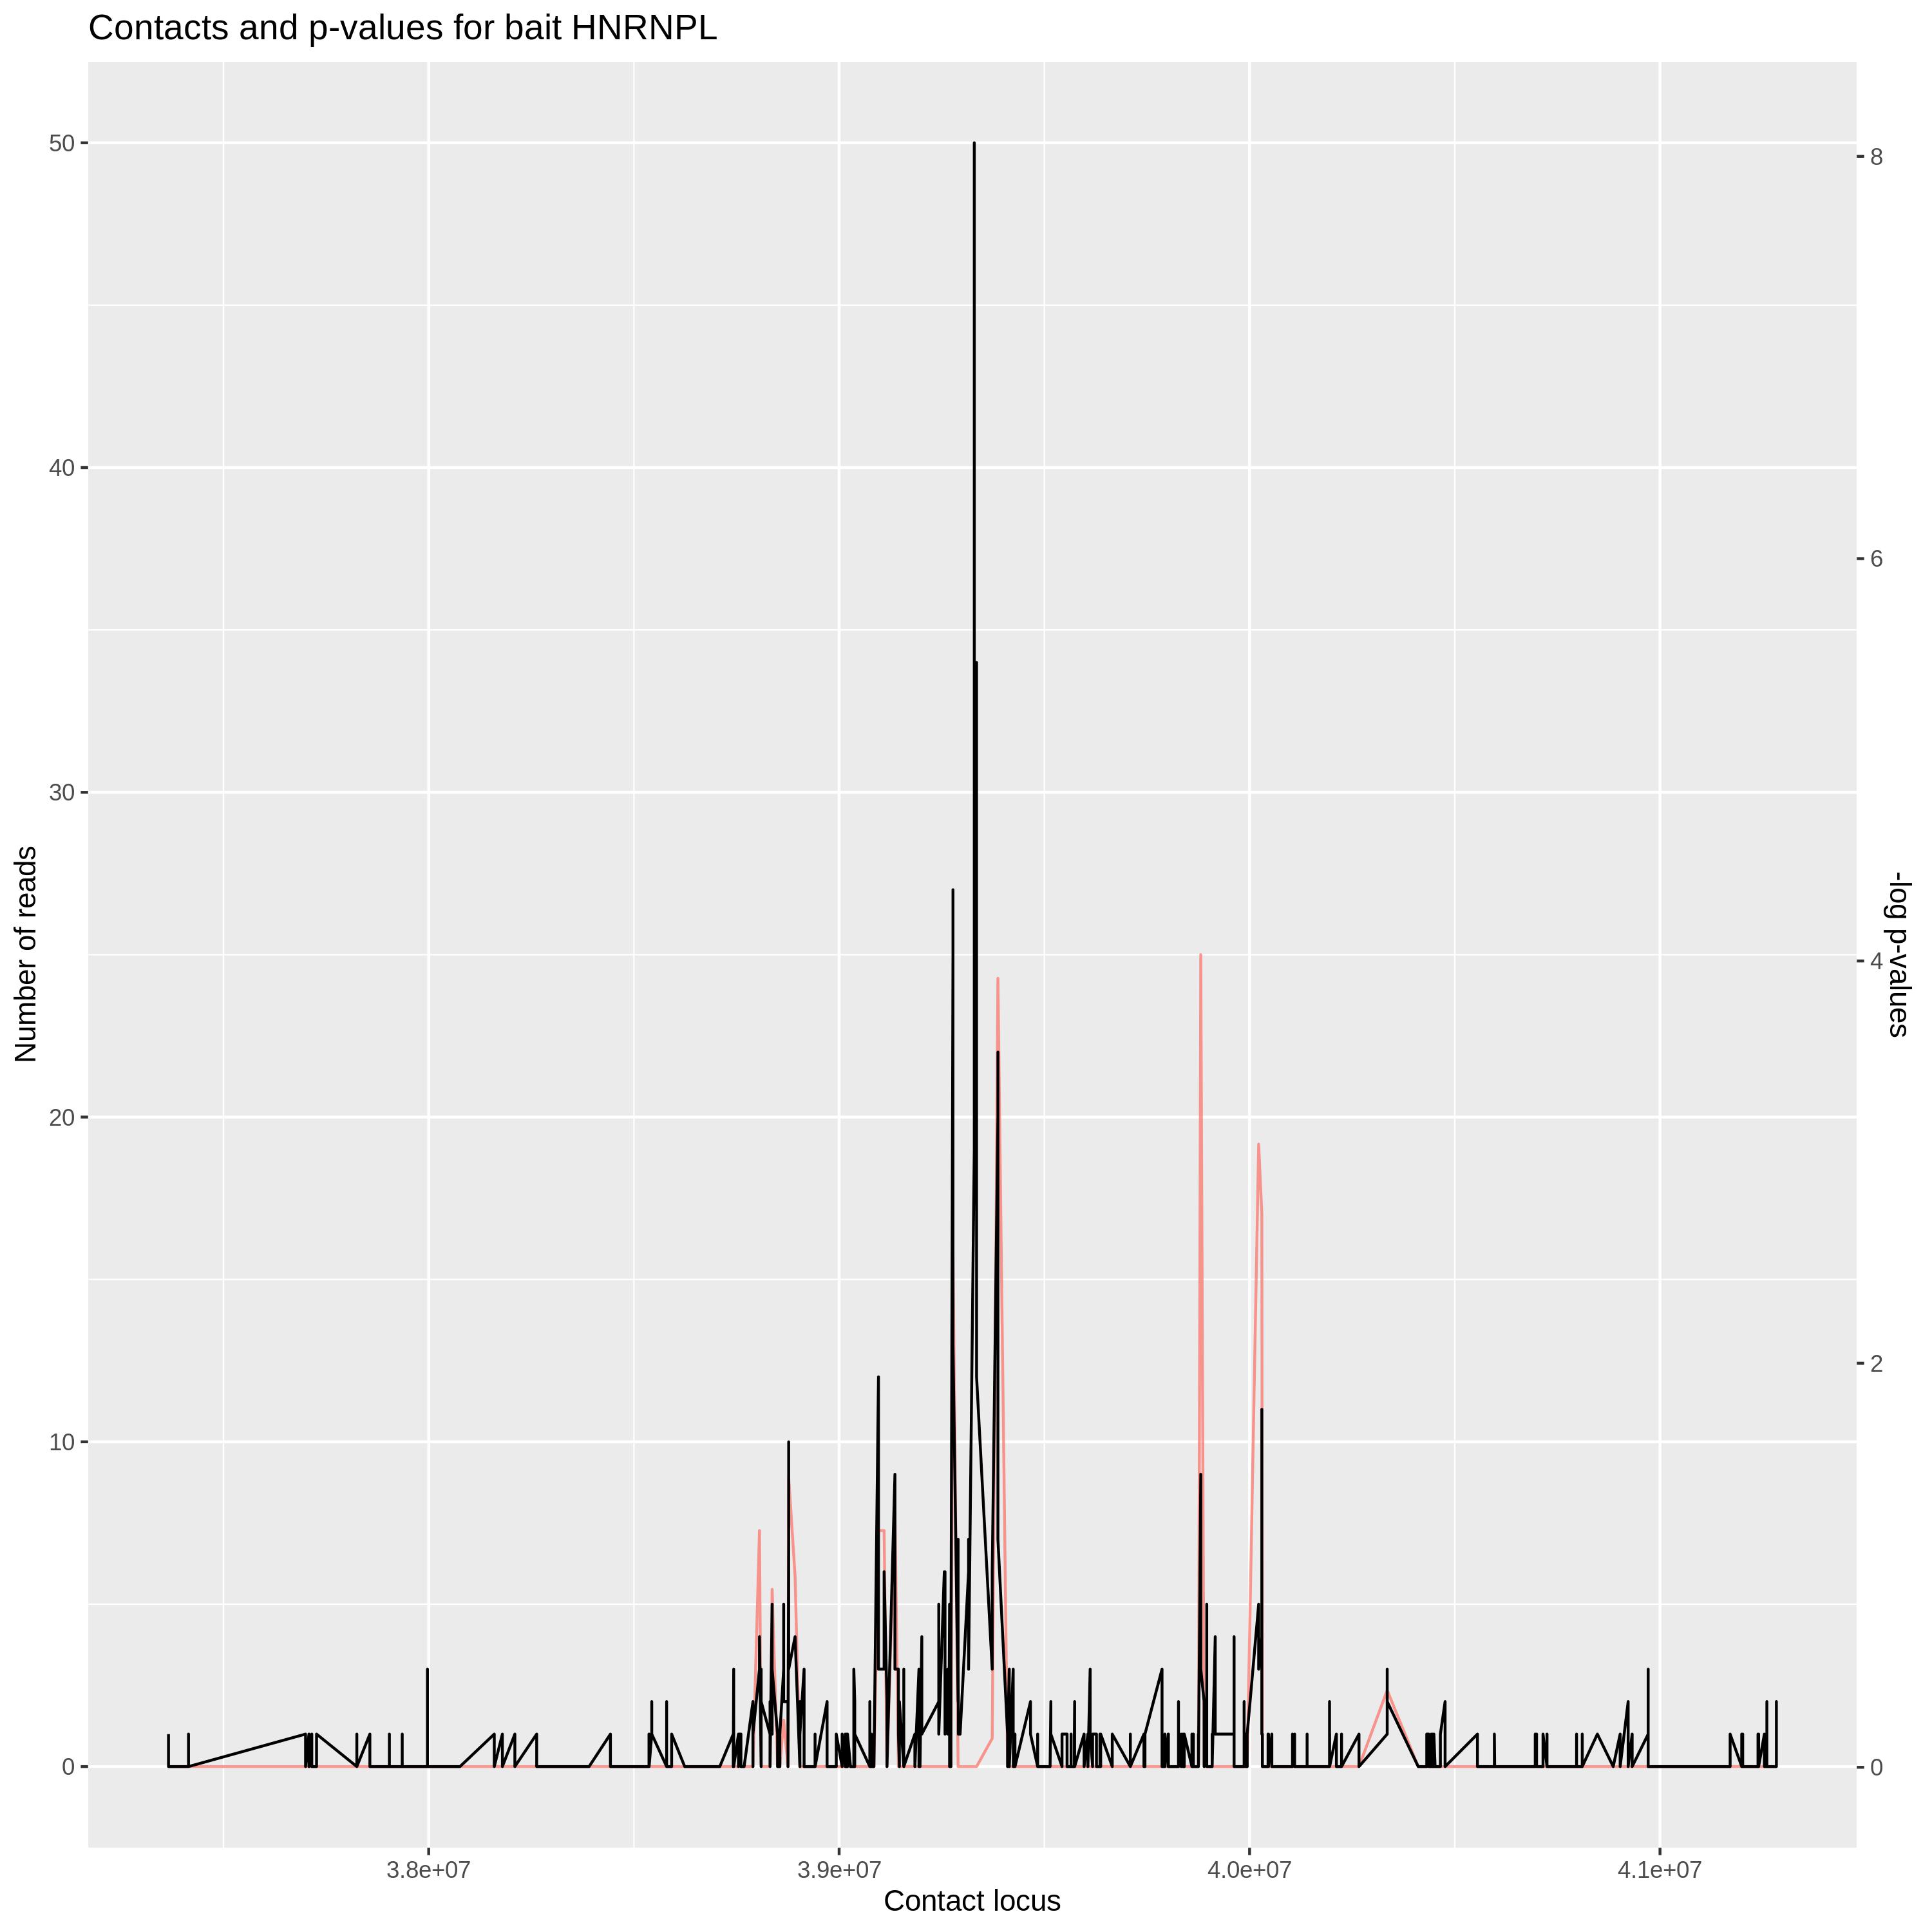 Contacts and p-values for bait HNRNPL
50
40
30
20
10
0
Number of reads
8
6
4
2
0
-log p-values
3.8e+07
3.9e+07
4.0e+07
4.1e+07
Contact locus